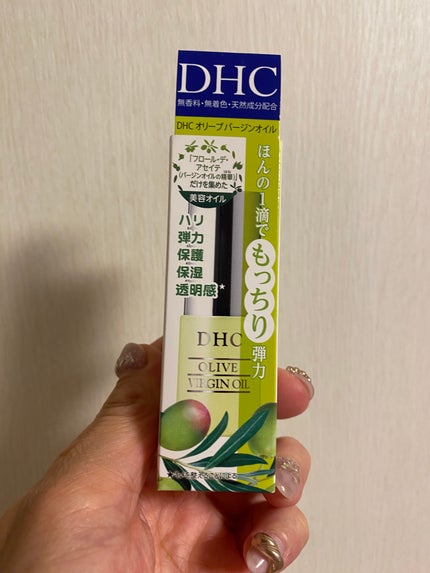 DHC
無香料・無着色・天然成分配合
DHC オリーブバージンオイル
「フロール・デ・
アセイテ
(バージンオイルの精華)」
だけを集めた
美容オイル
ハリ
弾力
保護
保湿
透明感*
ほんの1滴で
もっちり
弾力
DHC
OLIVE
VIRGIN OIL